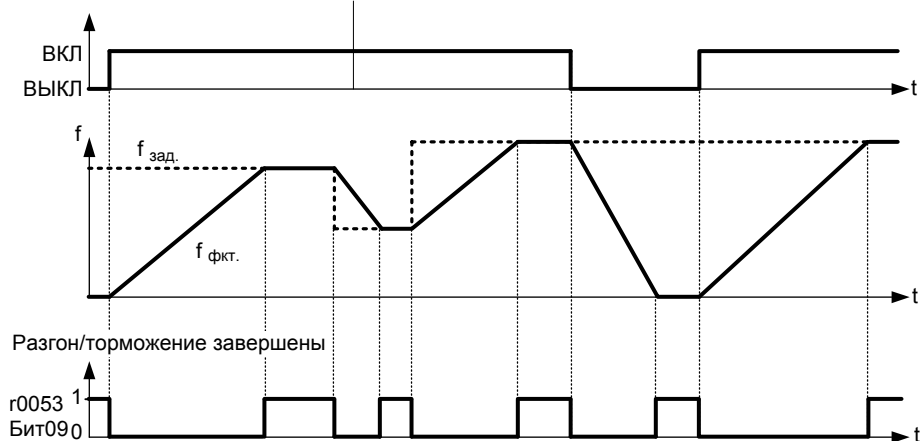 ВКЛ
ВЫКЛ
t
f
f зад.
f фкт.
t
Разгон/торможение завершены
r0053 1
Бит09 0
t